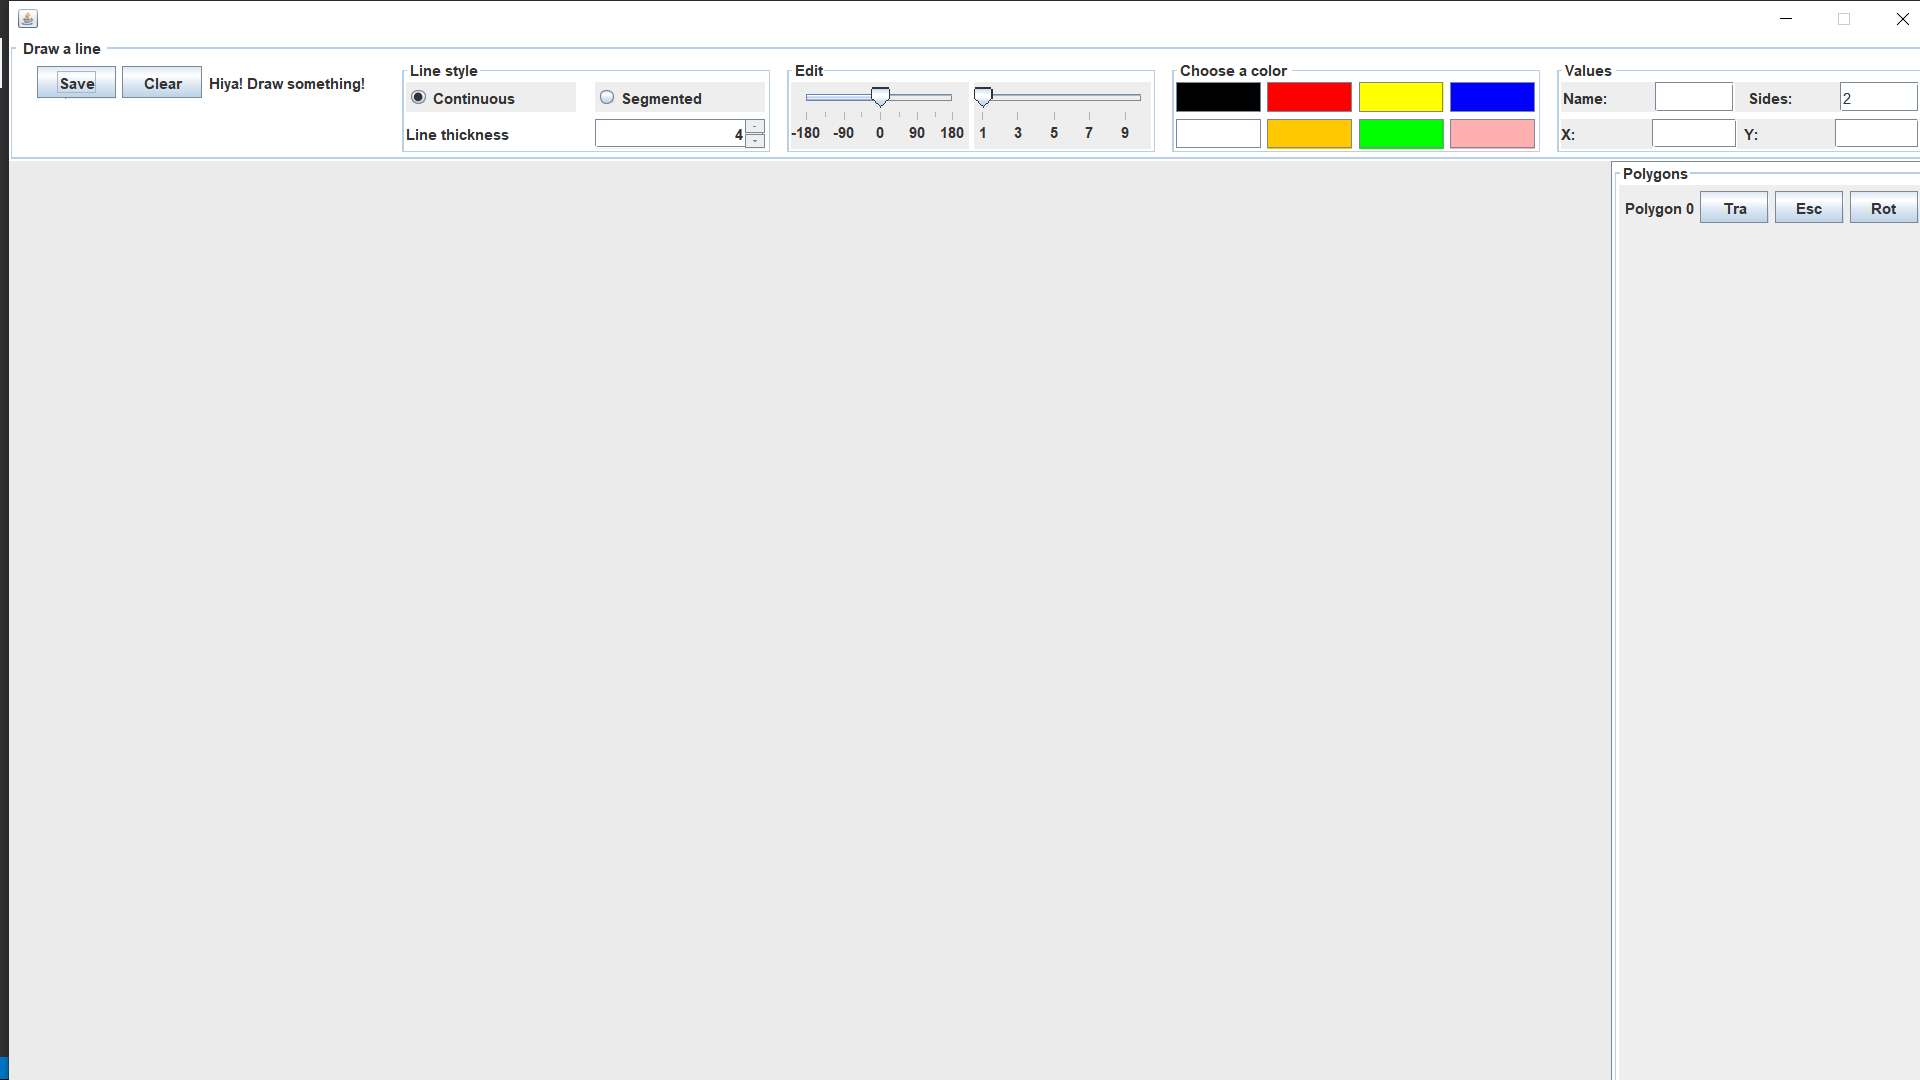 Draw a line
Save Clear Hiya! Draw something!
Line style
Continuous Segmented
Line thickness 4
Edit
-180 -90 0 90 180 1 3 5 7 9
Choose a color
Values
Name: Sides: 2
X: Y:
Polygons
Polygon 0 Tra Esc Rot